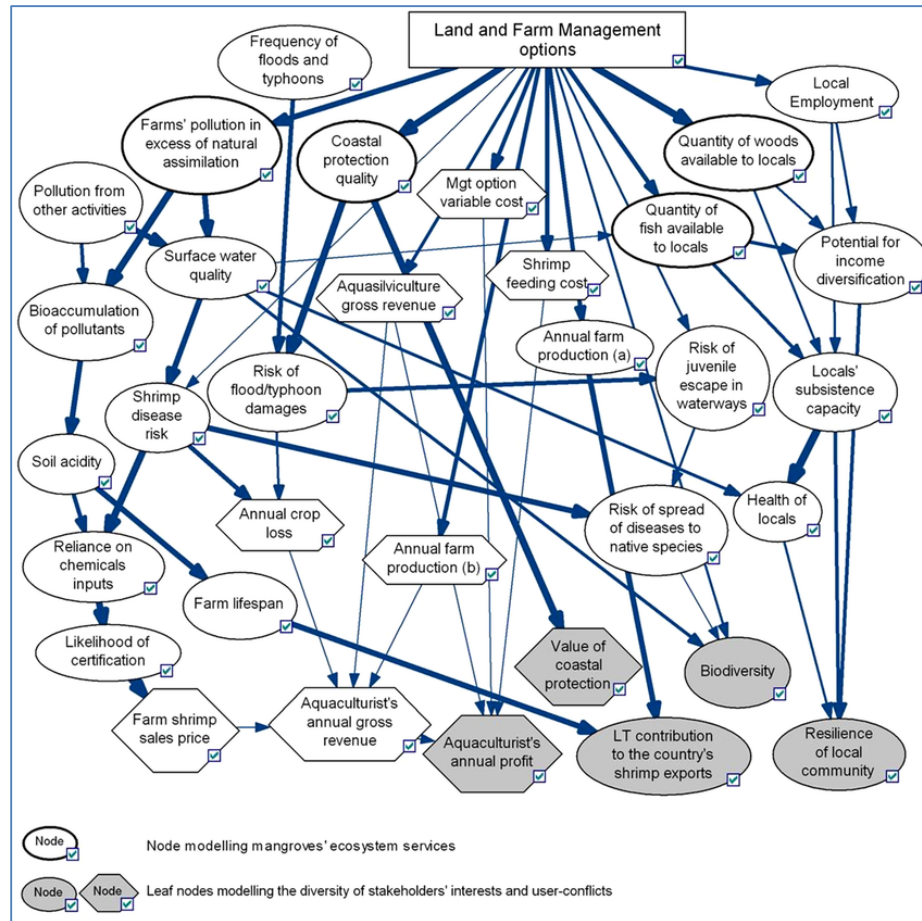 Land and Farm Management
options
Frequency of
floods and
typhoons
Local
Employment
Farms' pollution in
excess of natural
assimilation
Coastal
protection
quality
Quantity of woods
available to locals
Mgt option
variable cost
Pollution from
other activities
Quantity of
fish available
to locals
Potential for
income
diversification
Surface water
quality
Shrimp
feeding cost
Aquasilviculture
gross revenue
Bioaccumulation
of pollutants
Annual farm
production (a)
Risk of
juvenile
escape in
waterways
Risk of
flood/typhoon
damages
Locals'
subsistence
capacity
Shrimp
disease
risk
Soil acidity
Annual crop
loss
Risk of spread
of diseases to
native species
Health of
locals
Annual farm
production (b)
Reliance on
chemicals
inputs
Farm lifespan
Likelihood of
certification
Value of
coastal
protection
Biodiversity
Farm shrimp
sales price
Aquaculturist's
annual gross
revenue
Aquaculturist's
annual profit
LT contribution
to the country's
shrimp exports
Resilience
of local
community
Node
Node modelling mangroves' ecosystem services
Node
Node
Leaf nodes modelling the diversity of stakeholders' interests and user-conflicts